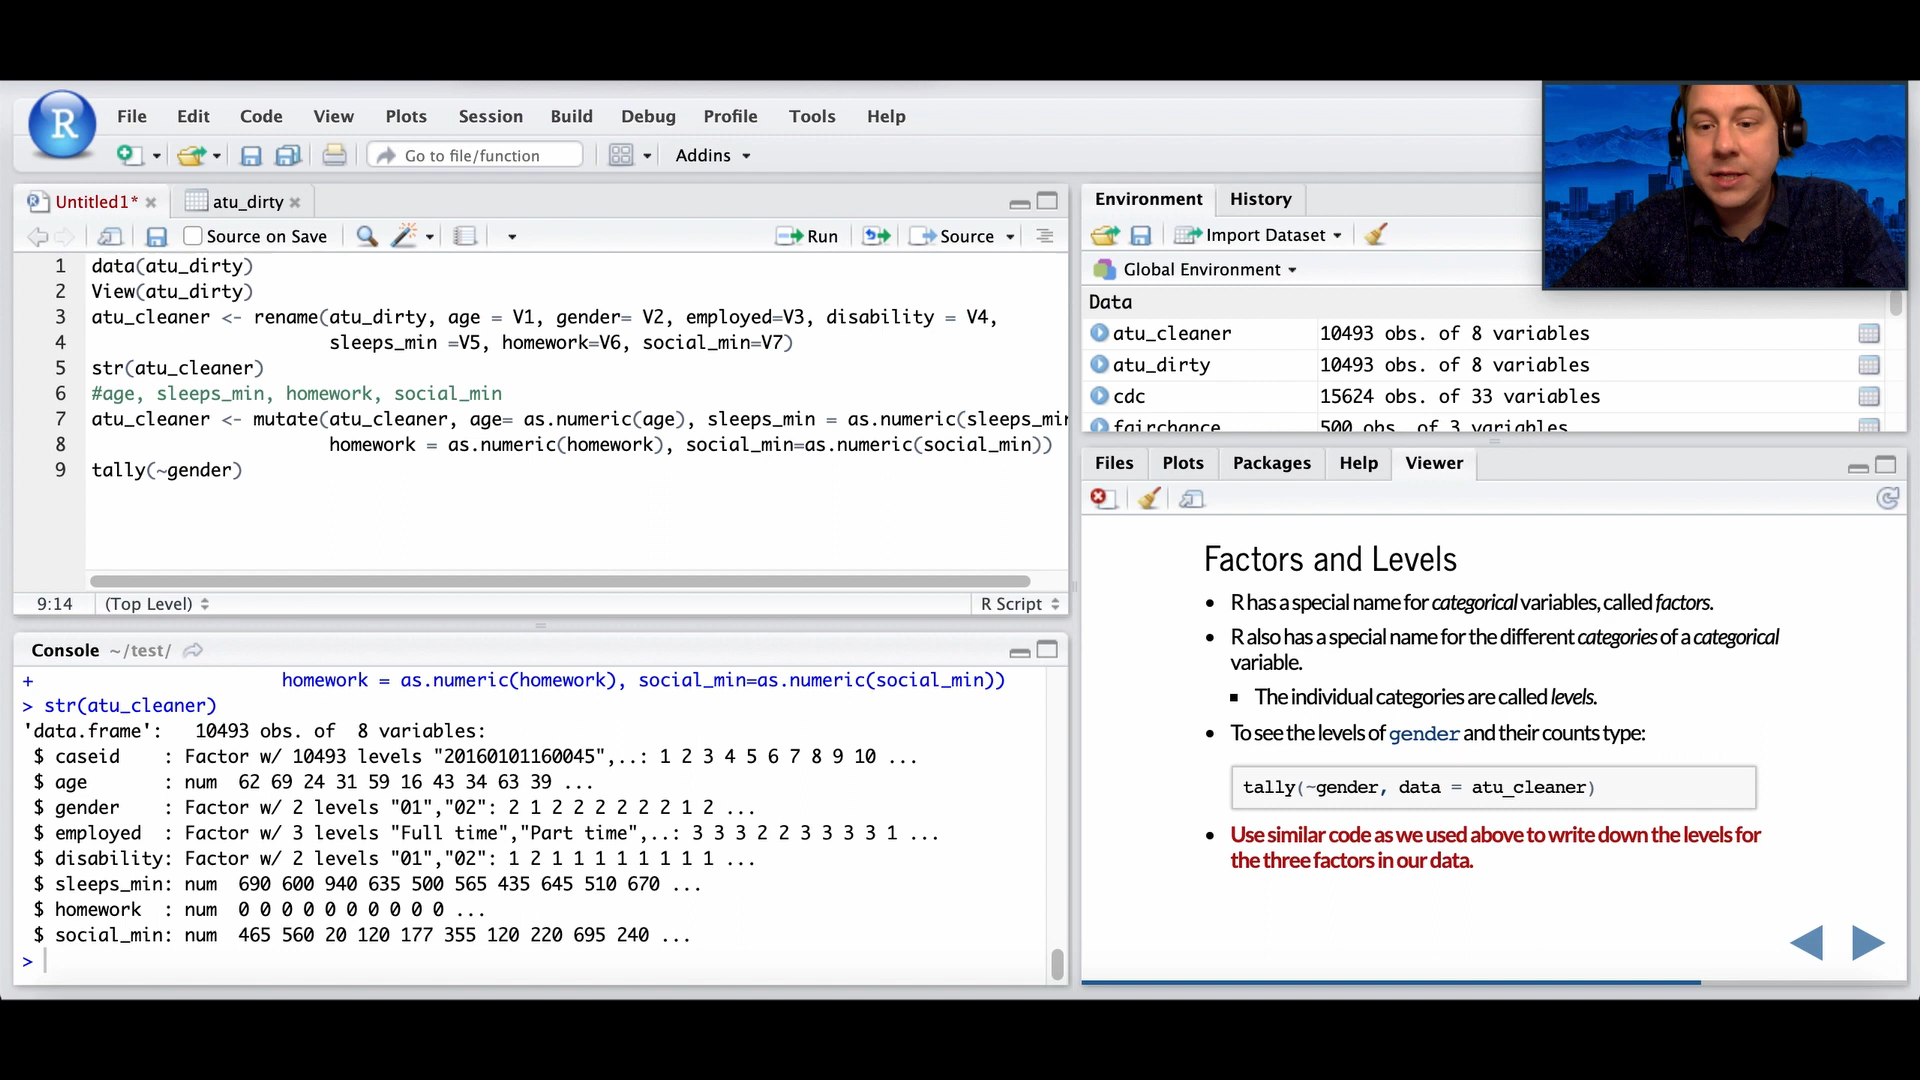 R
File Edit Code View Plots Session Build Debug Profile Tools Help
Go to file/function Addins
Untitled1* atu_dirty
Source on Save Run Source
1 data(atu_dirty)
2 View(atu_dirty)
3 atu_cleaner <- rename(atu_dirty, age = V1, gender= V2, employed=V3, disability = V4,
4 sleeps_min =V5, homework=V6, social_min=V7)
5 str(atu_cleaner)
6 #age, sleeps_min, homework, social_min
7 atu_cleaner <- mutate(atu_cleaner, age= as.numeric(age), sleeps_min = as.numeric(sleeps_min
8 homework = as.numeric(homework), social_min=as.numeric(social_min))
9 tally(~gender)
9:14 (Top Level) R Script
Console ~/test/
+ homework = as.numeric(homework), social_min=as.numeric(social_min))
> str(atu_cleaner)
'data.frame': 10493 obs. of 8 variables:
$ caseid : Factor w/ 10493 levels "20160101160045",..: 1 2 3 4 5 6 7 8 9 10 ...
$ age : num 62 69 24 31 59 16 43 34 63 39 ...
$ gender : Factor w/ 2 levels "01","02": 2 1 2 2 2 2 2 2 1 2 ...
$ employed : Factor w/ 3 levels "Full time","Part time",..: 3 3 3 2 2 3 3 3 3 1 ...
$ disability: Factor w/ 2 levels "01","02": 1 2 1 1 1 1 1 1 1 1 ...
$ sleeps_min: num 690 600 940 635 500 565 435 645 510 670 ...
$ homework : num 0 0 0 0 0 0 0 0 0 0 ...
$ social_min: num 465 560 20 120 177 355 120 220 695 240 ...
>
Environment History
Import Dataset
Global Environment
Data
atu_cleaner 10493 obs. of 8 variables
atu_dirty 10493 obs. of 8 variables
cdc 15624 obs. of 33 variables
fairchance 500 obs. of 3 variables
Files Plots Packages Help Viewer
Factors and Levels
• R has a special name for categorical variables, called factors.
• R also has a special name for the different categories of a categorical
variable.
▪ The individual categories are called levels.
• To see the levels of gender and their counts type:
tally(~gender, data = atu_cleaner)
• Use similar code as we used above to write down the levels for
the three factors in our data.